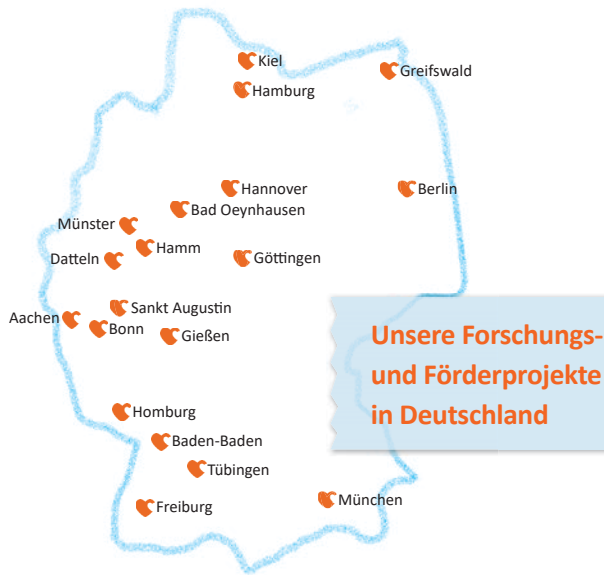 Kiel
Greifswald
Hamburg
Hannover
Berlin
Bad Oeynhausen
Münster
Hamm
Datteln
Göttingen
Sankt Augustin
Aachen
Bonn
Gießen
Unsere Forschungs-
und Förderprojekte
in Deutschland
Homburg
Baden-Baden
Tübingen
München
Freiburg